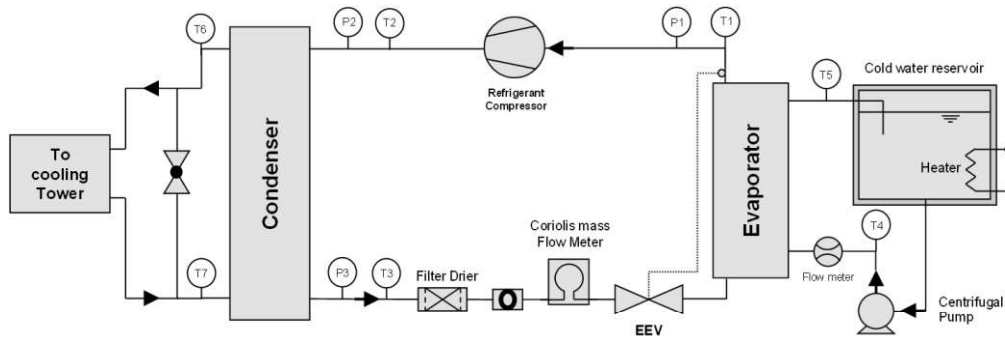 T6
P2
T2
P1
T1
Refrigerant
Compressor
Cold water reservoir
T5
To
cooling
Tower
Condenser
Evaporator
Heater
Coriolis mass
Flow Meter
T4
T7
P3
T3
Filter Drier
Flow meter
EEV
Centrifugal
Pump